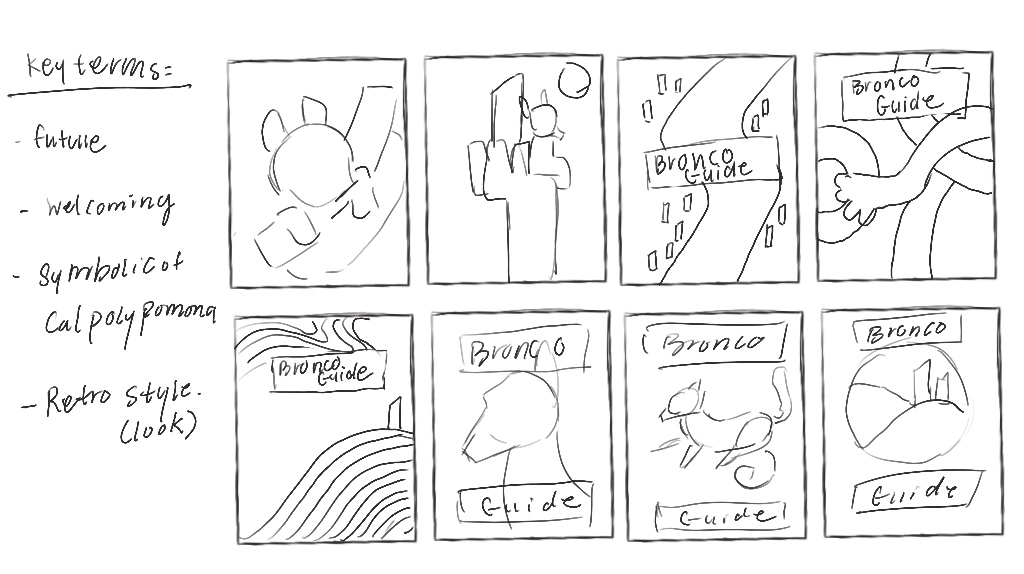 Key terms=
- future
- Welcoming
- Symbolic of
Cal poly pomona
- Retro style.
(look)
Bronco
Guide
Bronco
Guide
Bronco
Guide
Bronco
Guide
Bronco
Guide
Bronco
Guide